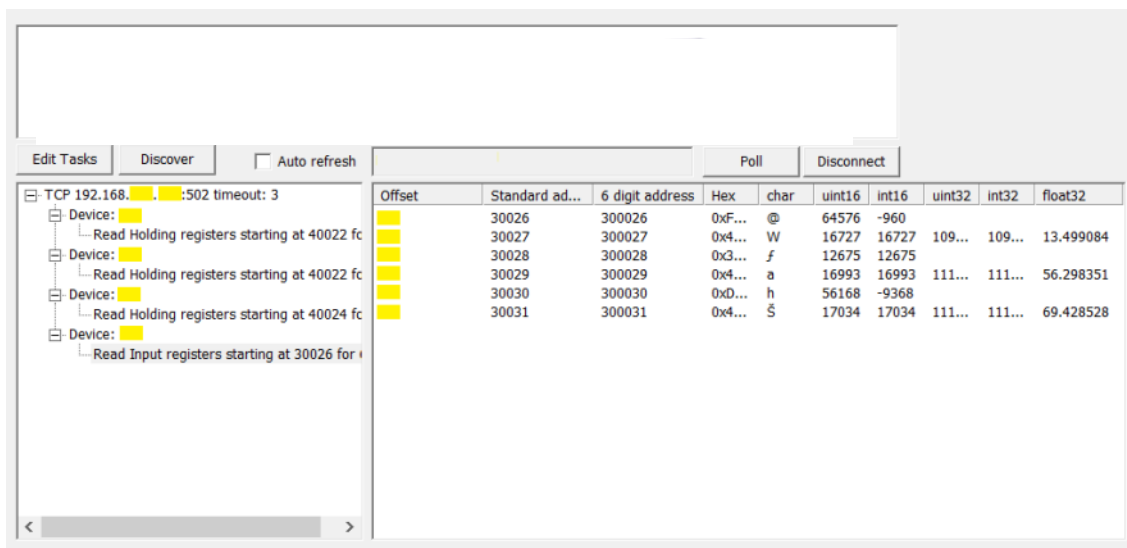 Edit Tasks Discover Auto refresh Poll Disconnect
TCP 192.168. . :502 timeout: 3
Device:
Read Holding registers starting at 40022 fo
Device:
Read Holding registers starting at 40022 fo
Device:
Read Holding registers starting at 40024 fo
Device:
Read Input registers starting at 30026 for
Offset Standard ad... 6 digit address Hex char uint16 int16 uint32 int32 float32
30026 300026 0xF... @ 64576 -960
30027 300027 0x4... W 16727 16727 109... 109... 13.499084
30028 300028 0x3... ƒ 12675 12675
30029 300029 0x4... a 16993 16993 111... 111... 56.298351
30030 300030 0xD... h 56168 -9368
30031 300031 0x4... Š 17034 17034 111... 111... 69.428528